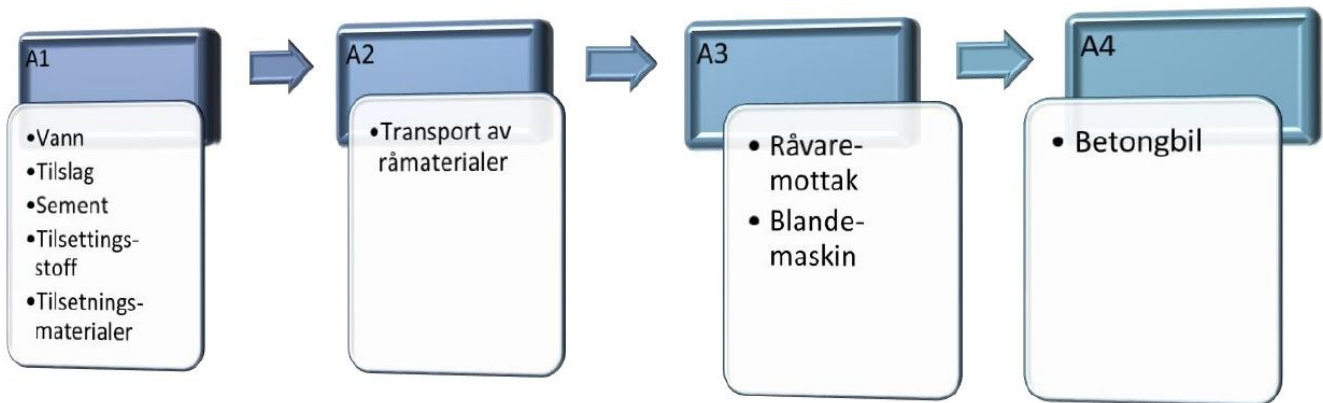 A1
•Vann
•Tilslag
•Sement
•Tilsettings-
stoff
•Tilsetnings-
materialer
A2
•Transport av
råmaterialer
A3
• Råvare-
mottak
• Blande-
maskin
A4
• Betongbil